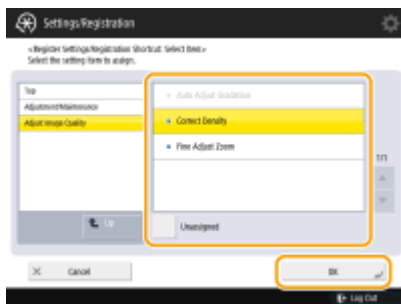 Settings/Registration
<Register Settings/Registration Shortcut: Select Item>
Select the setting item to assign.
Top
Adjustment/Maintenance
Adjust Image Quality
Auto Adjust Gradation
Correct Density
Fine Adjust Zoom
1/1
Up
Unassigned
Cancel
OK
Log Out